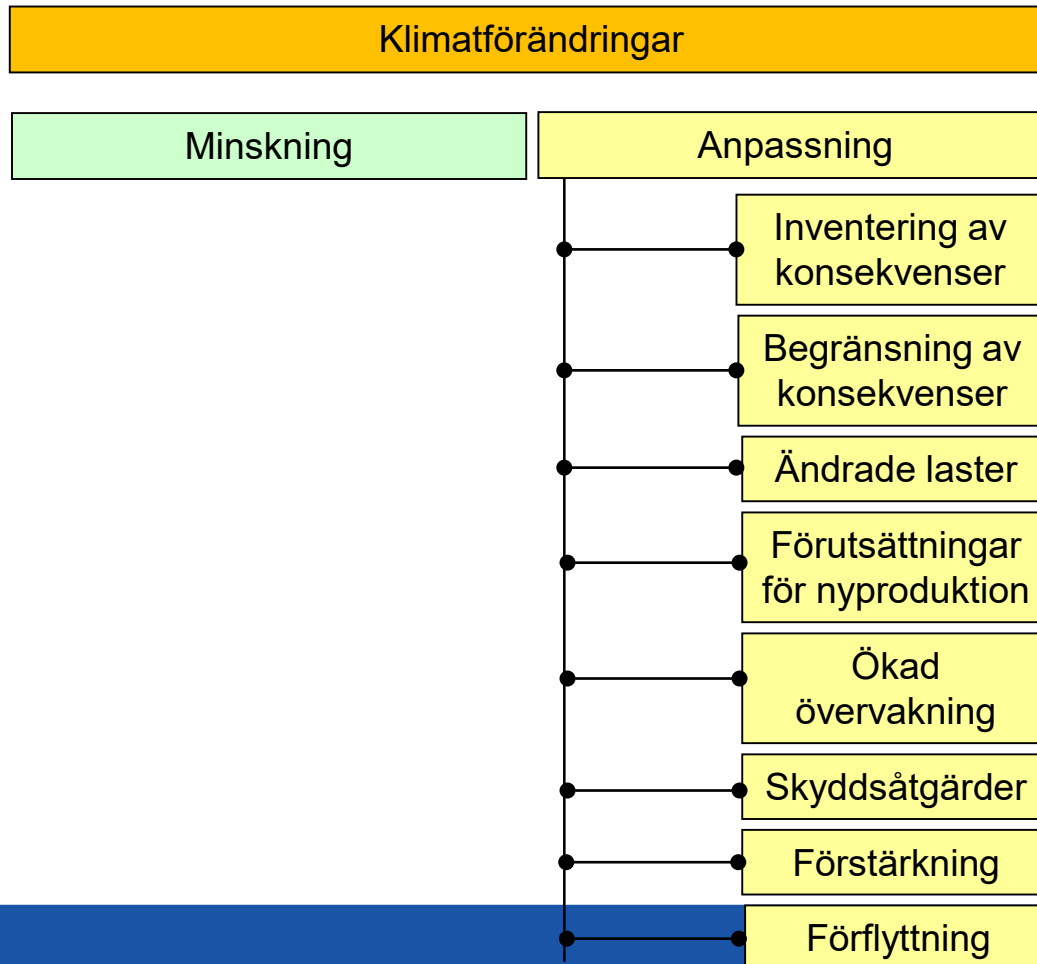 Klimatförändringar
Minskning
Anpassning
Inventering av
konsekvenser
Begränsning av
konsekvenser
Ändrade laster
Förutsättningar
för nyproduktion
Ökad
övervakning
Skyddsåtgärder
Förstärkning
Förflyttning